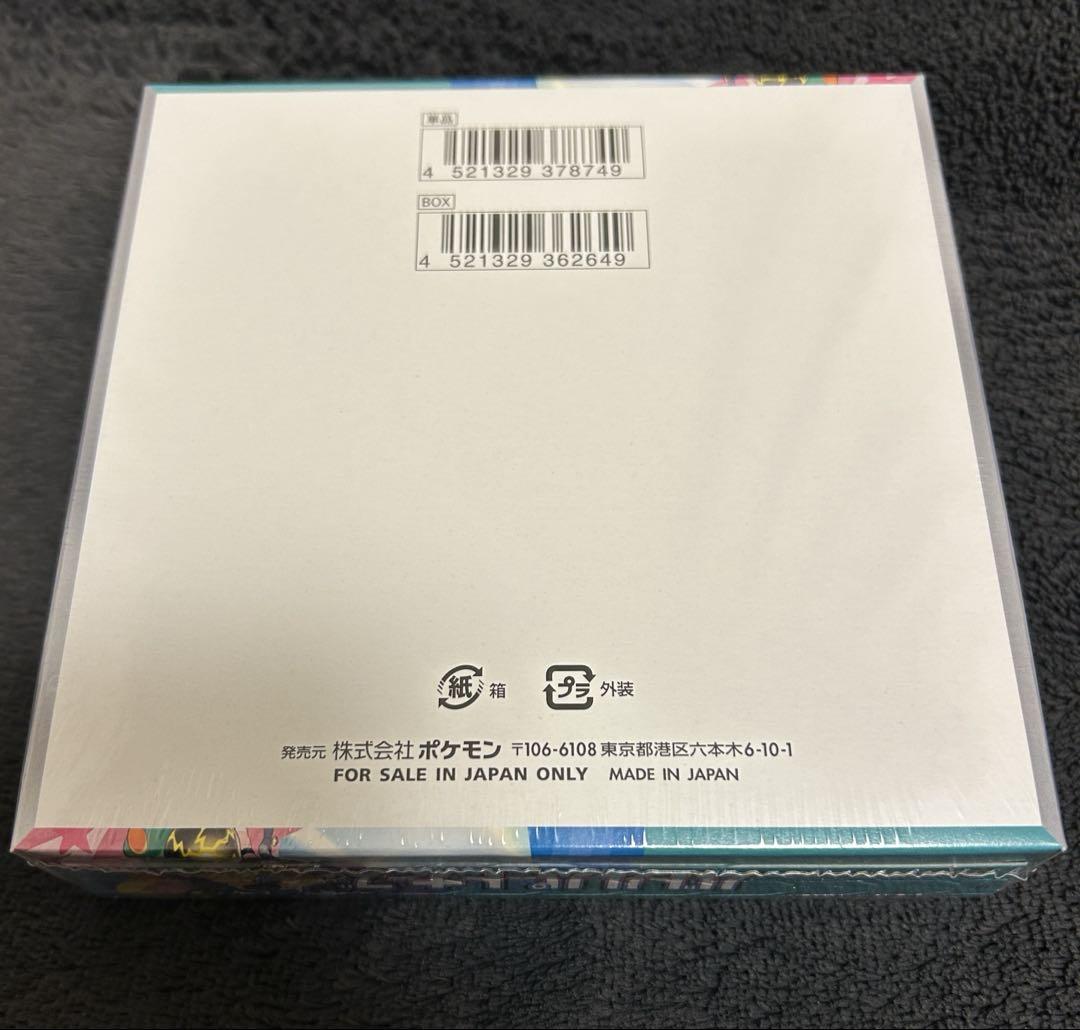 単品
4 521329 378749
BOX
4 521329 362649
紙 箱 プラ 外装
発売元 株式会社 ポケモン 〒106-6108 東京都港区六本木6-10-1
FOR SALE IN JAPAN ONLY MADE IN JAPAN